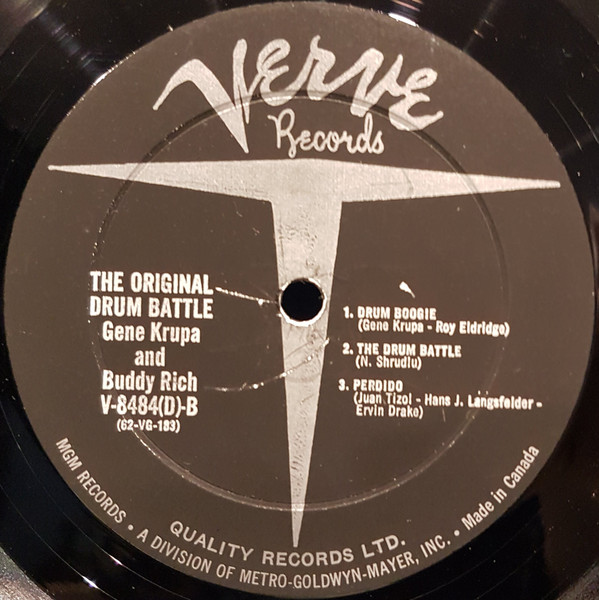 Verve
Records
THE ORIGINAL
DRUM BATTLE
Gene Krupa
and
Buddy Rich
V-8484(D)-B
(62-VG-183)
1. DRUM BOOGIE
(Gene Krupa - Roy Eldridge)
2. THE DRUM BATTLE
(N. Shrudlu)
3. PERDIDO
(Juan Tizol - Hans J. Langsfelder -
Ervin Drake)
QUALITY RECORDS LTD.
MGM RECORDS • A DIVISION OF METRO-GOLDWYN-MAYER, INC. • Made in Canada